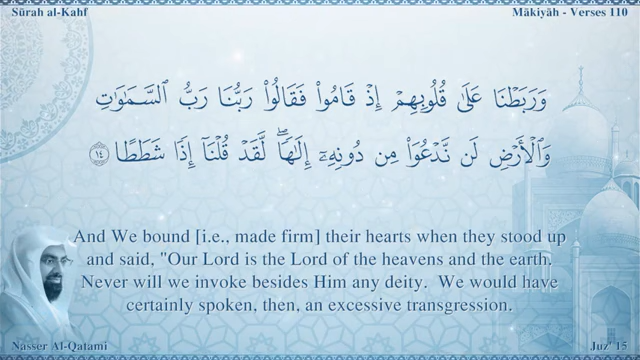 Sūrah al-Kahf
Mākiyāh - Verses 110
وَرَبَطْنَا عَلَىٰ قُلُوبِهِمْ إِذْ قَامُوا۟ فَقَالُوا۟ رَبُّنَا رَبُّ ٱلسَّمَـٰوَٰتِ
وَٱلْأَرْضِ لَن نَّدْعُوَا۟ مِن دُونِهِۦٓ إِلَـٰهًا ۖ لَّقَدْ قُلْنَآ إِذًا شَطَطًا ١٤
And We bound [i.e., made firm] their hearts when they stood up
and said, "Our Lord is the Lord of the heavens and the earth.
Never will we invoke besides Him any deity. We would have
certainly spoken, then, an excessive transgression.
Nasser Al-Qatami
Juz' 15